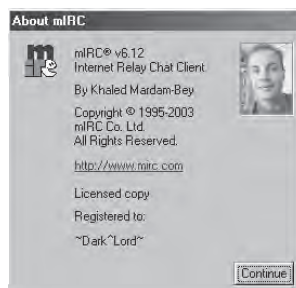 About mIRC
mIRC® v6.12
Internet Relay Chat Client
By Khaled Mardam-Bey
Copyright © 1995-2003
mIRC Co. Ltd.
All Rights Reserved.
http://www.mirc.com
Licensed copy
Registered to:
~Dark^Lord~
Continue